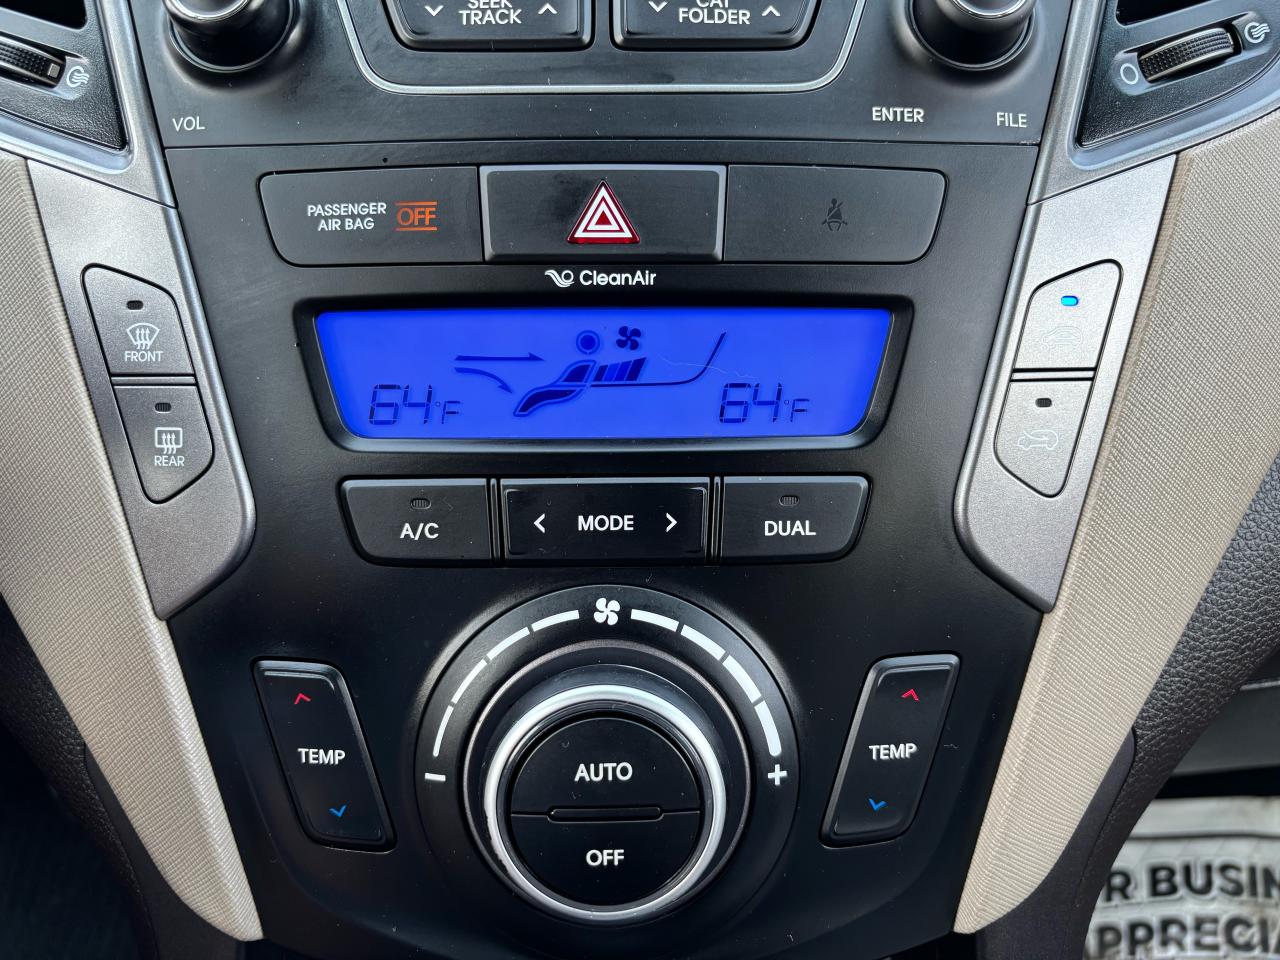 SEEK
TRACK
CAT
FOLDER
VOL
ENTER
FILE
PASSENGER
AIR BAG
OFF
CleanAir
FRONT
REAR
64°F
64°F
A/C
< MODE >
DUAL
TEMP
TEMP
- +
AUTO
OFF
R BUSIN
PPRECIA